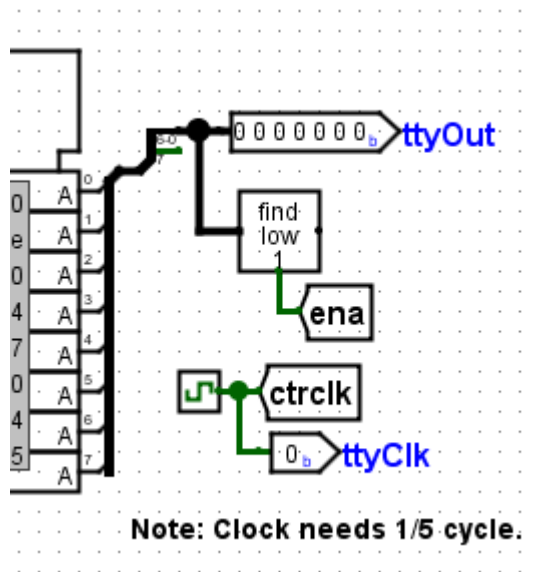 6-0
7
0000000b
ttyOut
0
A
0
1
A
e
find
low
1
2
A
0
3
A
4
ena
4
A
7
5
A
0
ctrclk
6
A
4
0b
ttyClk
7
A
5
Note: Clock needs 1/5 cycle.